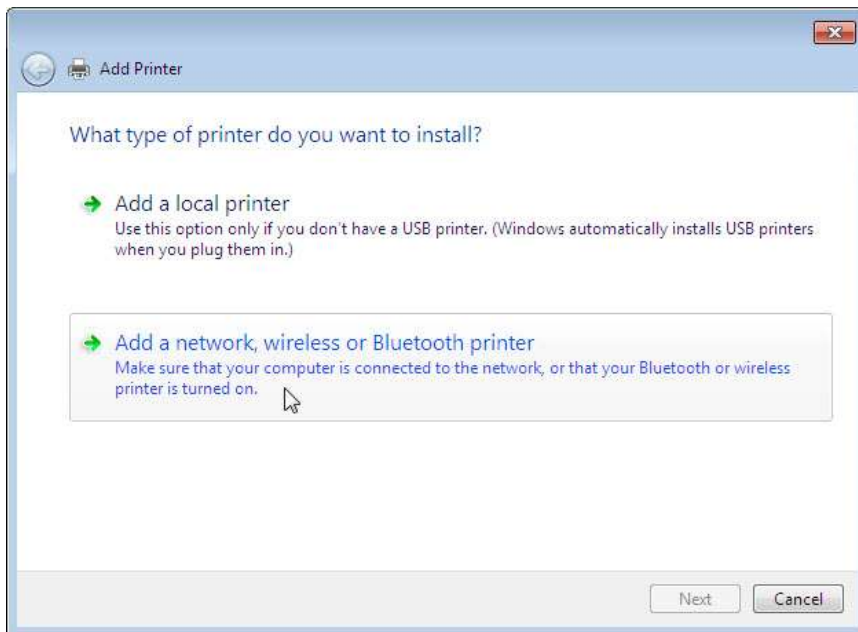 Add Printer
What type of printer do you want to install?
Add a local printer
Use this option only if you don't have a USB printer. (Windows automatically installs USB printers
when you plug them in.)
Add a network, wireless or Bluetooth printer
Make sure that your computer is connected to the network, or that your Bluetooth or wireless
printer is turned on.
Next Cancel